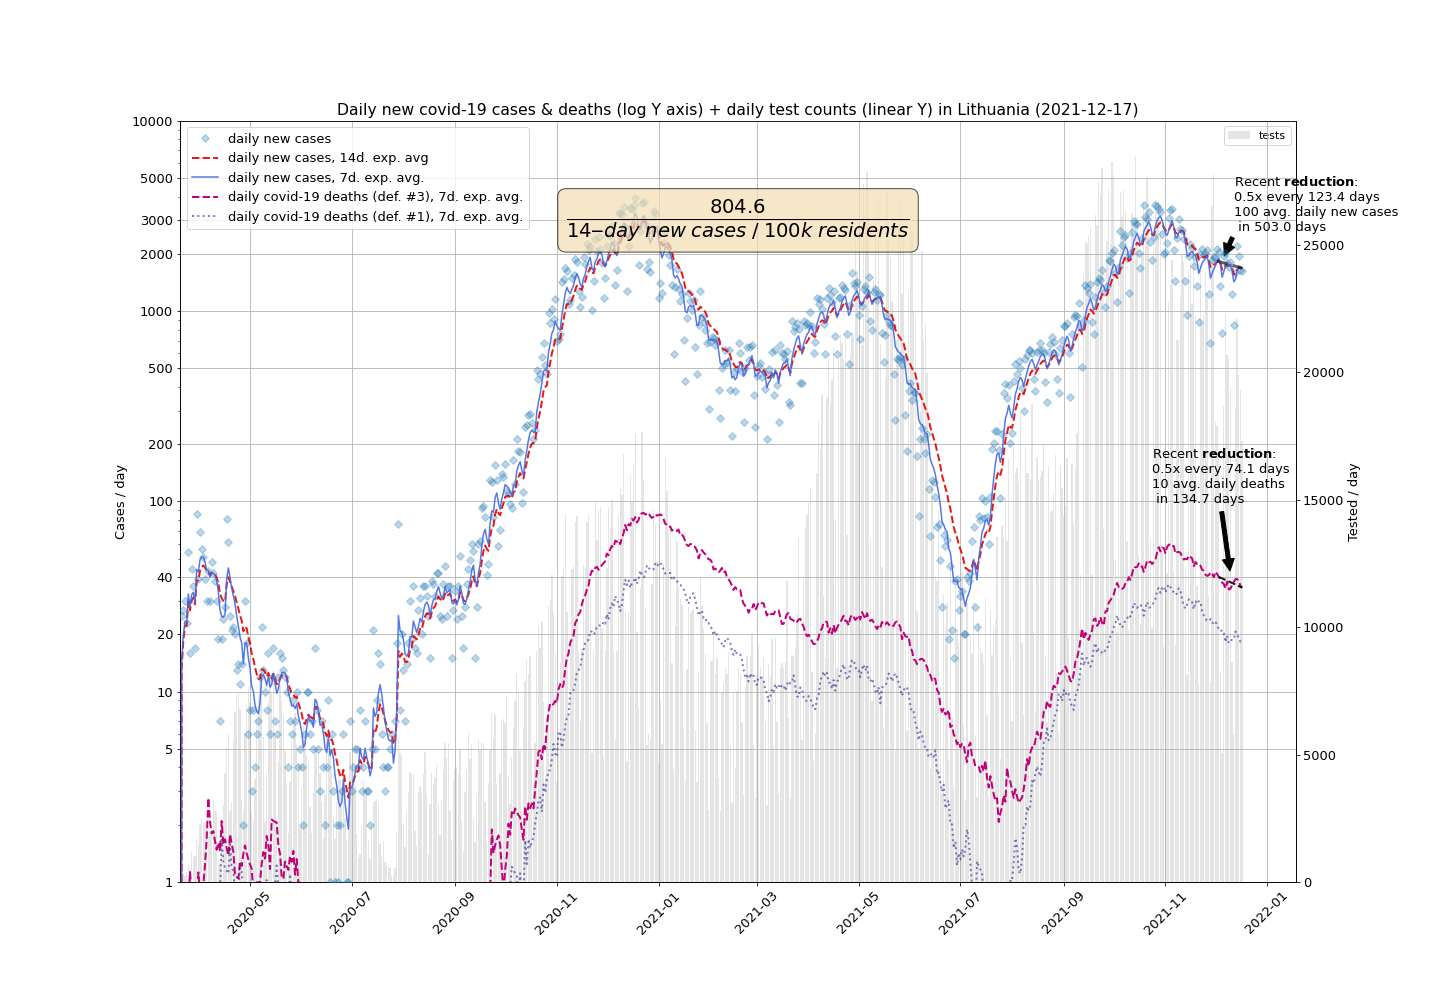 Daily new covid-19 cases & deaths (log Y axis) + daily test counts (linear Y) in Lithuania (2021-12-17)
daily new cases
daily new cases, 14d. exp. avg
daily new cases, 7d. exp. avg.
daily covid-19 deaths (def. #3), 7d. exp. avg.
daily covid-19 deaths (def. #1), 7d. exp. avg.
tests
804.6
14−day new cases / 100k residents
Recent reduction:
0.5x every 123.4 days
100 avg. daily new cases
in 503.0 days
Recent reduction:
0.5x every 74.1 days
10 avg. daily deaths
in 134.7 days
Cases / day
10000
5000
3000
2000
1000
500
200
100
40
20
10
5
1
Tested / day
25000
20000
15000
10000
5000
0
2020-05
2020-07
2020-09
2020-11
2021-01
2021-03
2021-05
2021-07
2021-09
2021-11
2022-01